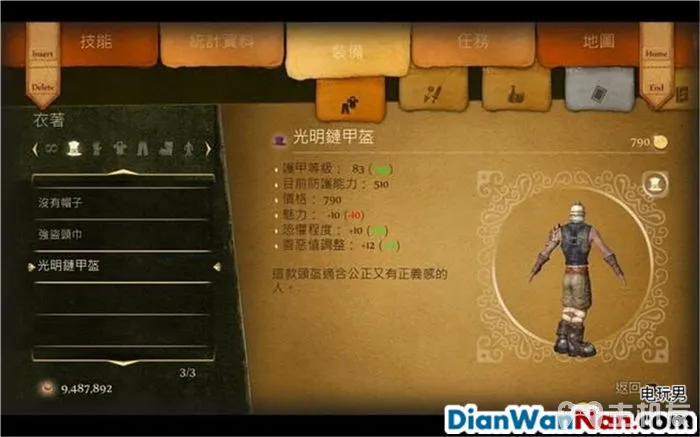 Insert
Delete
技能
統計資料
裝備
任務
地圖
Home
End
衣著
沒有帽子
強盜頭巾
光明鏈甲盔
3/3
9,487,892
光明鏈甲盔
790
護甲等級： 83
目前防護能力： 510
價格： 790
魅力： -10 (-10)
恐懼程度： +10
善惡值調整： +12
這款頭盔適合公正又有正義感的
人。
返回
电玩男
DianWanNan.com